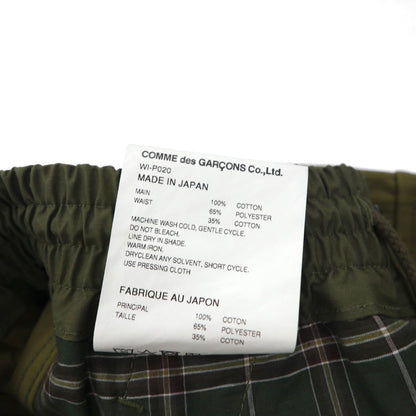 COMME des GARÇONS Co.,Ltd.
WI-P020
MADE IN JAPAN
MAIN 100% COTTON
WAIST 65% POLYESTER
35% COTTON
MACHINE WASH COLD, GENTLE CYCLE.
DO NOT BLEACH.
LINE DRY IN SHADE.
WARM IRON.
DRYCLEAN ANY SOLVENT, SHORT CYCLE.
USE PRESSING CLOTH
FABRIQUE AU JAPON
PRINCIPAL 100% COTTON
TAILLE 65% POLYESTER
35% COTTON